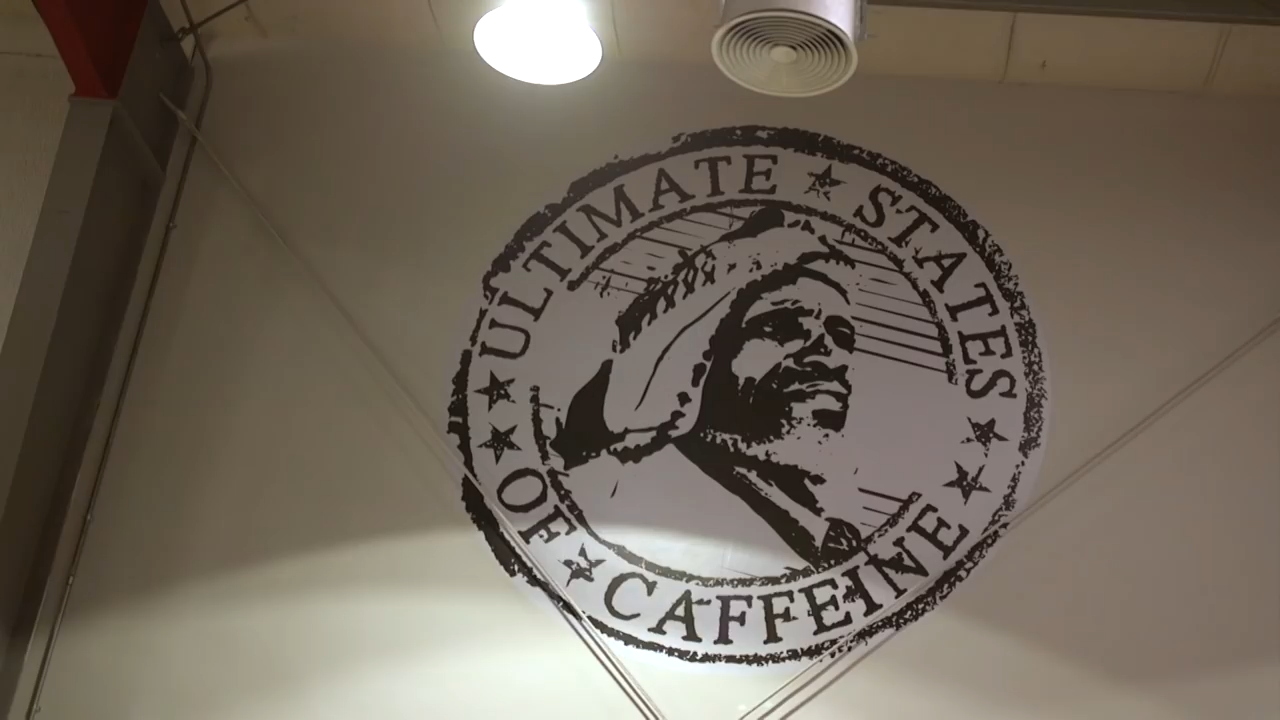 ULTIMATE ★ STATES
★★ OF ★ CAFFEINE ★★